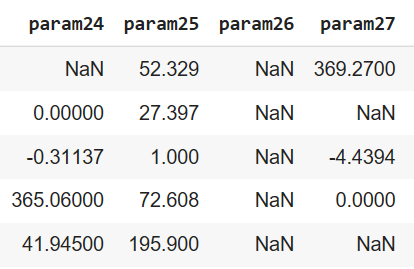 param24 param25 param26 param27
NaN 52.329 NaN 369.2700
0.00000 27.397 NaN NaN
-0.31137 1.000 NaN -4.4394
365.06000 72.608 NaN 0.0000
41.94500 195.900 NaN NaN